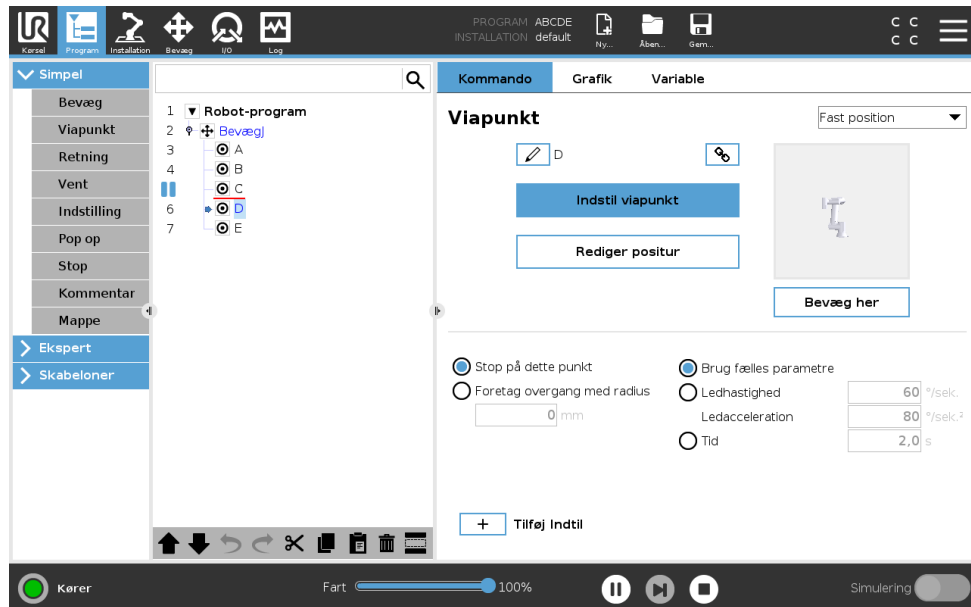 PROGRAM ABCDE
INSTALLATION default
UR
Kørsel Program Installation Bevæg I/O Log Ny... Åben... Gem...
C C
C C
Simpel
Bevæg
Viapunkt
Retning
Vent
Indstilling
Pop op
Stop
Kommentar
Mappe
Ekspert
Skabeloner
1 Robot-program
2 BevægJ
3 A
4 B
C
6 D
7 E
Kommando Grafik Variable
Viapunkt
Fast position
D
Indstil viapunkt
Rediger positur
Bevæg her
Stop på dette punkt
Foretag overgang med radius
0 mm
Brug fælles parametre
Ledhastighed 60 °/sek.
Ledacceleration 80 °/sek.²
Tid 2,0 s
+ Tilføj Indtil
Kører
Fart 100%
Simulering